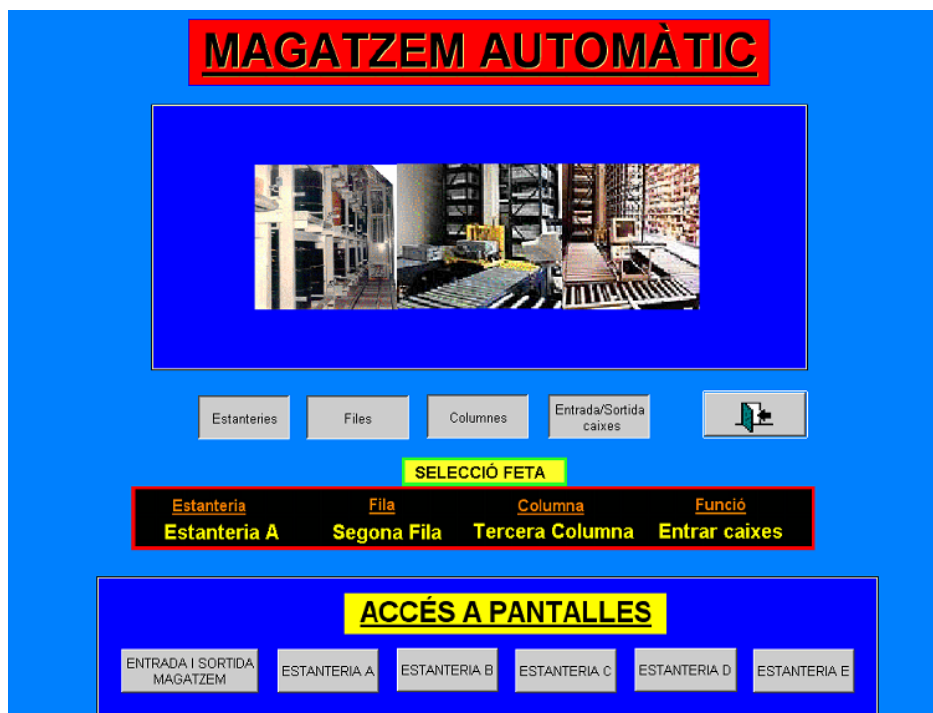 MAGATZEM AUTOMÀTIC
Estanteries Files Columnes Entrada/Sortida caixes
SELECCIÓ FETA
Estanteria Fila Columna Funció
Estanteria A Segona Fila Tercera Columna Entrar caixes
ACCÉS A PANTALLES
ENTRADA I SORTIDA MAGATZEM ESTANTERIA A ESTANTERIA B ESTANTERIA C ESTANTERIA D ESTANTERIA E